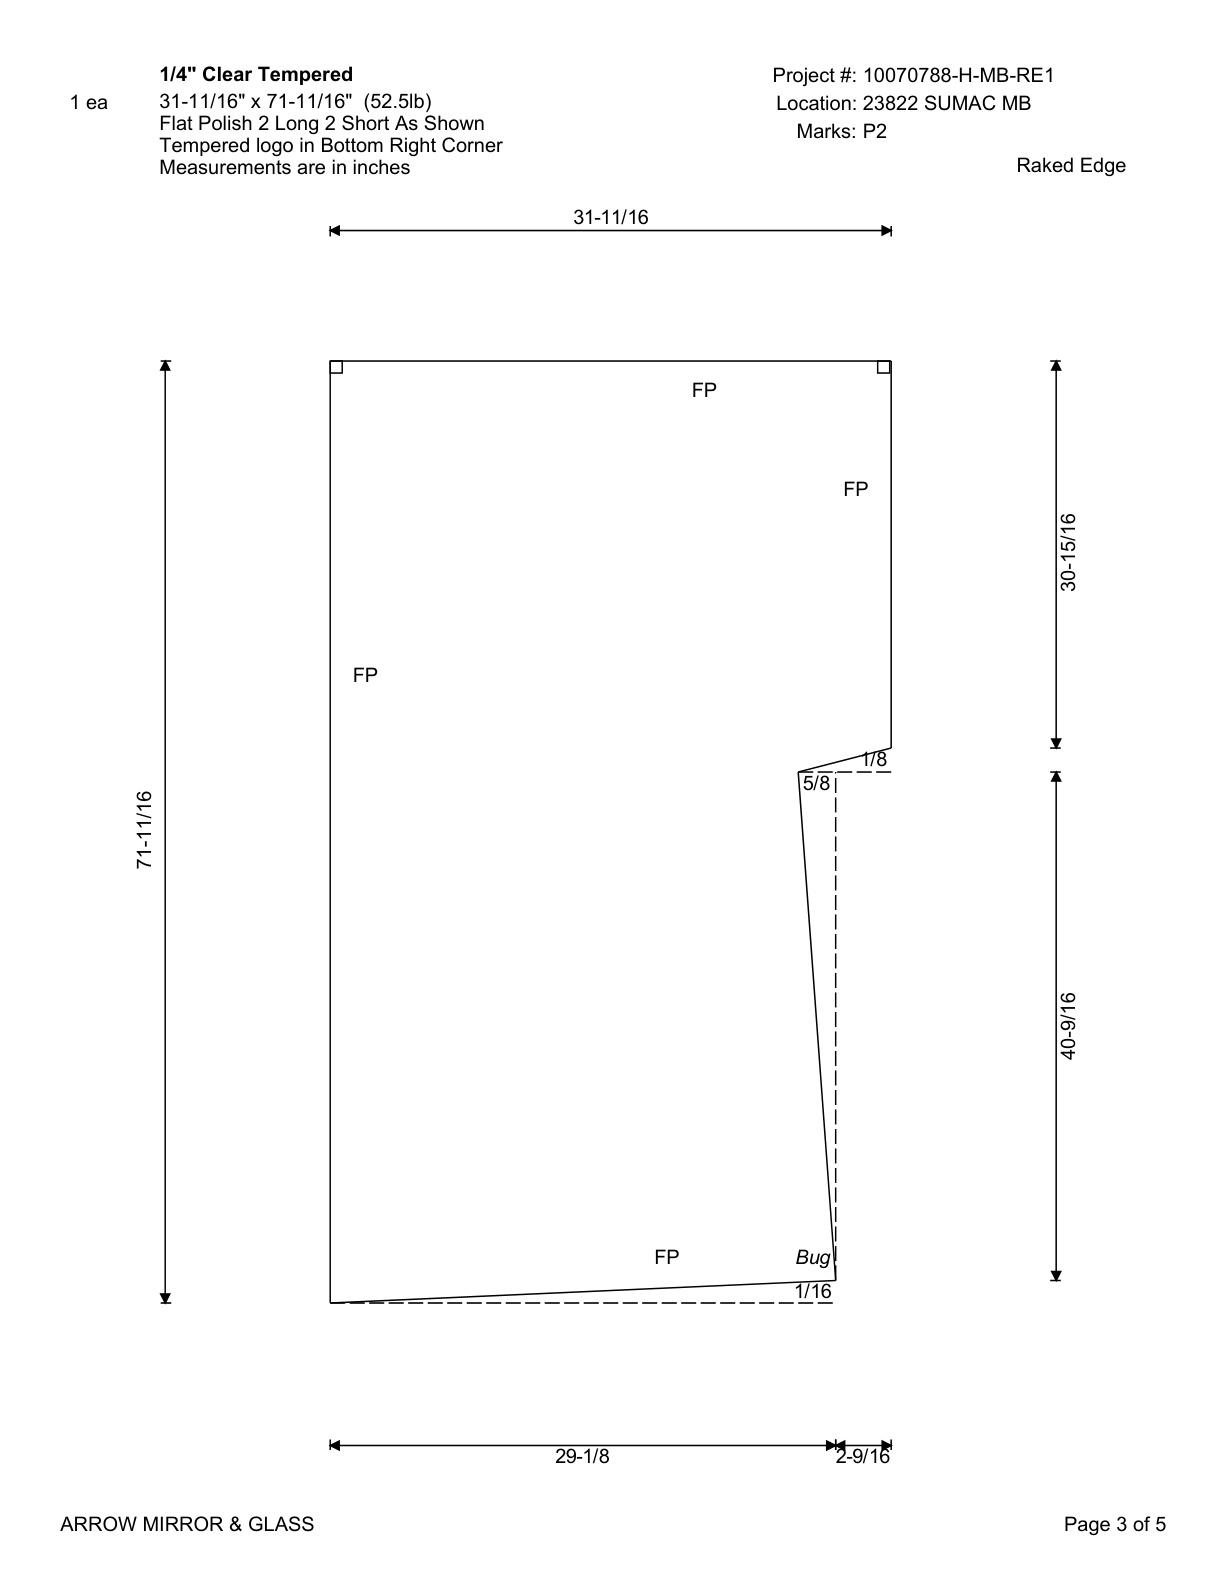 1/4" Clear Tempered
1 ea
31-11/16" x 71-11/16"  (52.5lb)
Flat Polish 2 Long 2 Short As Shown
Tempered logo in Bottom Right Corner
Measurements are in inches
Project #: 10070788-H-MB-RE1
Location: 23822 SUMAC MB
Marks: P2
Raked Edge
31-11/16
FP
FP
30-15/16
FP
1/8
5/8
71-11/16
40-9/16
FP
Bug
1/16
29-1/8
2-9/16
ARROW MIRROR & GLASS
Page 3 of 5